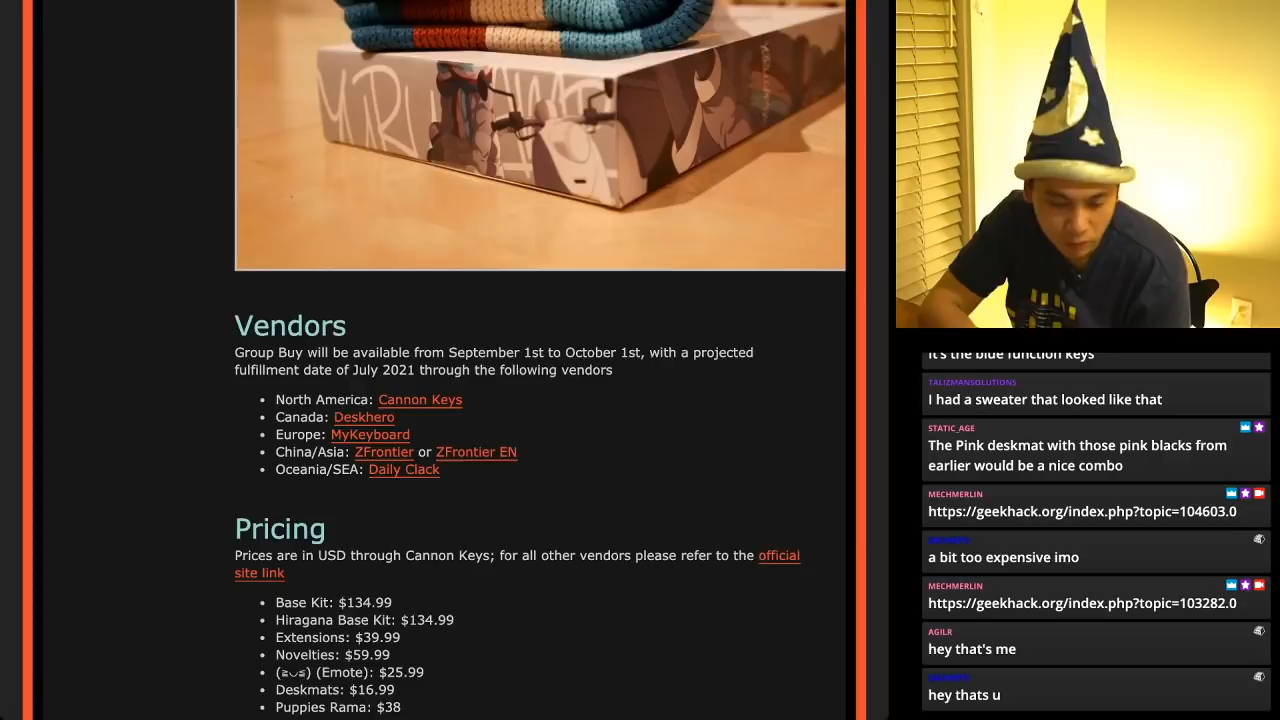 YURU
Vendors
Group Buy will be available from September 1st to October 1st, with a projected
fulfillment date of July 2021 through the following vendors
• North America: Cannon Keys
• Canada: Deskhero
• Europe: MyKeyboard
• China/Asia: ZFrontier or ZFrontier EN
• Oceania/SEA: Daily Clack
Pricing
Prices are in USD through Cannon Keys; for all other vendors please refer to the official
site link
• Base Kit: $134.99
• Hiragana Base Kit: $134.99
• Extensions: $39.99
• Novelties: $59.99
• (≧◡≦) (Emote): $25.99
• Deskmats: $16.99
• Puppies Rama: $38
it's the blue function keys
TALIZMANSOLUTIONS
I had a sweater that looked like that
STATIC_AGE
The Pink deskmat with those pink blacks from
earlier would be a nice combo
MECHMERLIN
https://geekhack.org/index.php?topic=104603.0
a bit too expensive imo
MECHMERLIN
https://geekhack.org/index.php?topic=103282.0
AGILR
hey that's me
hey thats u